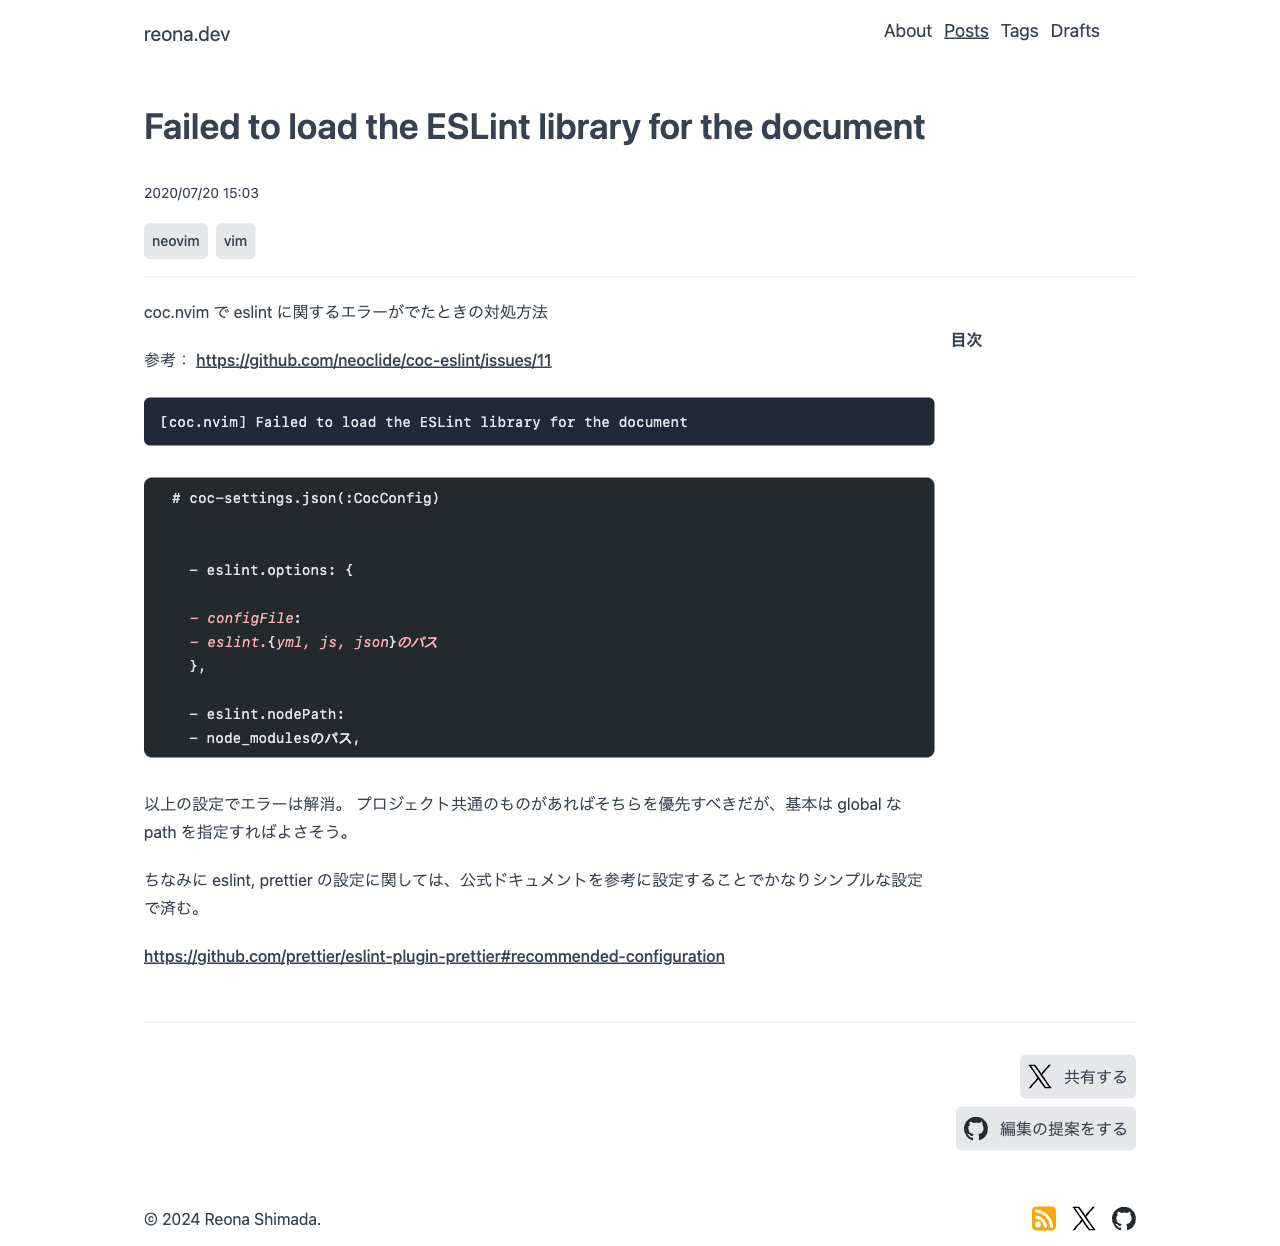 reona.dev
About Posts Tags Drafts
Failed to load the ESLint library for the document
2020/07/20 15:03
neovim vim
coc.nvim で eslint に関するエラーがでたときの対処方法
目次
参考： https://github.com/neoclide/coc-eslint/issues/11
[coc.nvim] Failed to load the ESLint library for the document
# coc-settings.json(:CocConfig)
- eslint.options: {
- configFile:
- eslint.{yml, js, json}のパス
},
- eslint.nodePath:
- node_modulesのパス,
以上の設定でエラーは解消。 プロジェクト共通のものがあればそちらを優先すべきだが、基本は global な
path を指定すればよさそう。
ちなみに eslint, prettier の設定に関しては、公式ドキュメントを参考に設定することでかなりシンプルな設定
で済む。
https://github.com/prettier/eslint-plugin-prettier#recommended-configuration
共有する
編集の提案をする
© 2024 Reona Shimada.